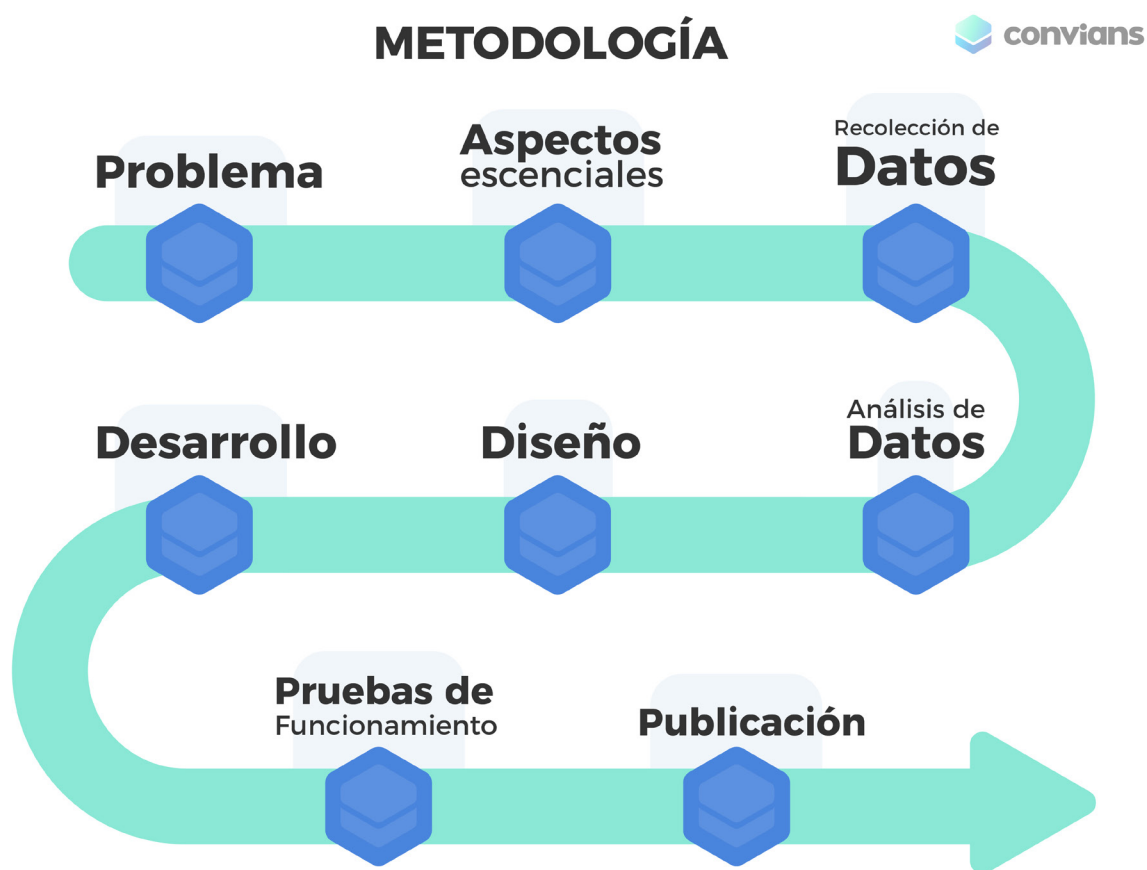 METODOLOGÍA
convians
Problema
Aspectos
escenciales
Recolección de
Datos
Análisis de
Datos
Diseño
Desarrollo
Pruebas de
Funcionamiento
Publicación